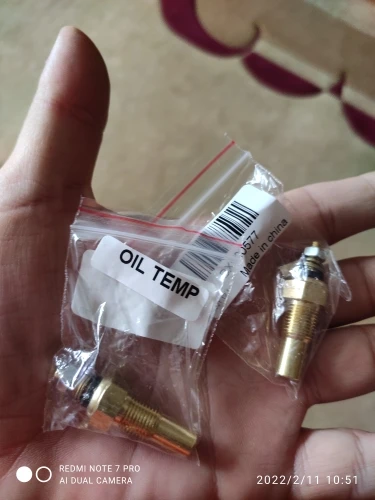 OIL TEMP
Made in china
REDMI NOTE 7 PRO
AI DUAL CAMERA
2022/2/11 10:51